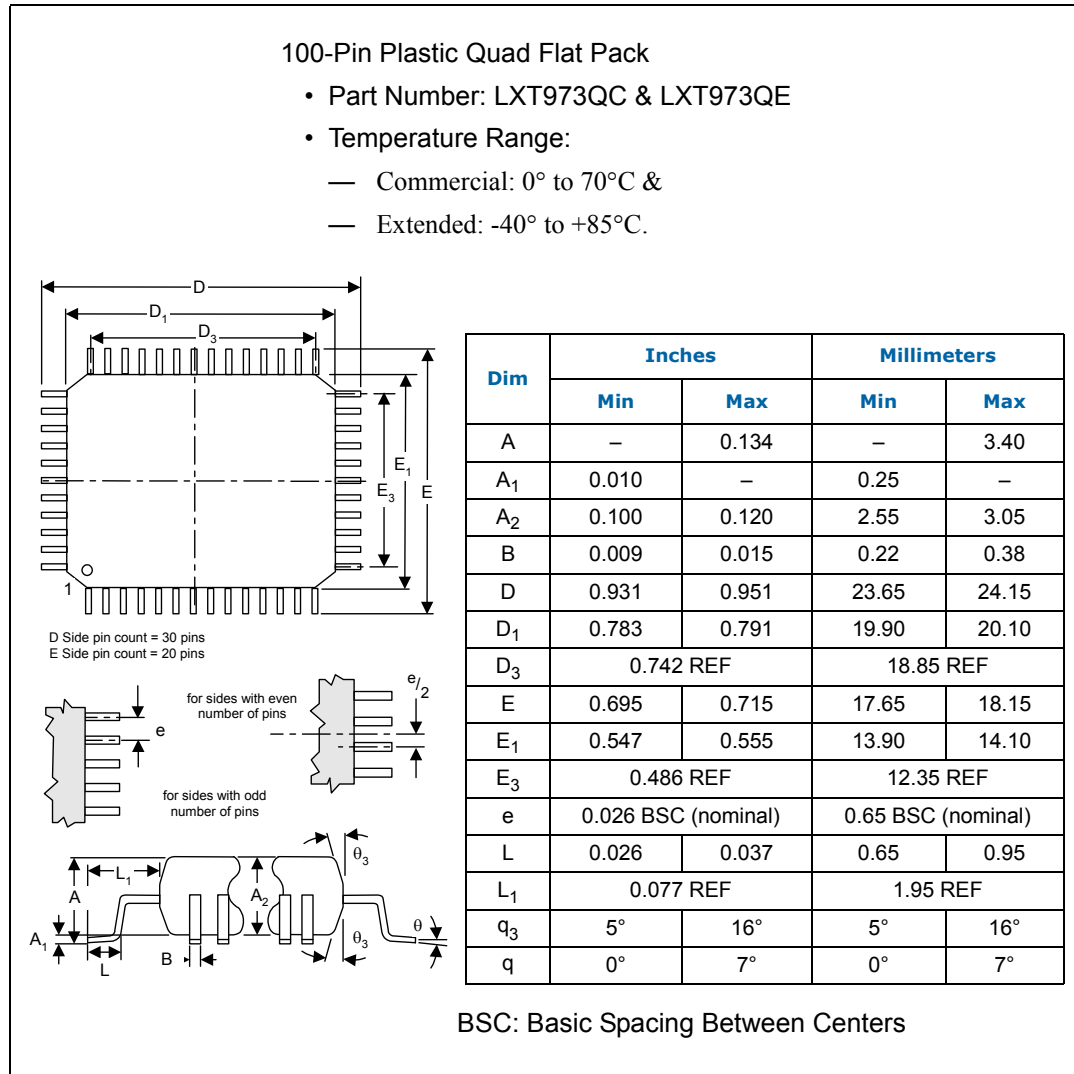 100-Pin Plastic Quad Flat Pack
• Part Number: LXT973QC & LXT973QE
• Temperature Range:
— Commercial: 0° to 70°C &
— Extended: -40° to +85°C.
D
D1
D3
E1
E3
E
1
D Side pin count = 30 pins
E Side pin count = 20 pins
e
for sides with even
number of pins
e/2
for sides with odd
number of pins
θ3
L1
A
A2
A1
L
B
θ3
θ
Dim Inches Millimeters
Min Max Min Max
A – 0.134 – 3.40
A1 0.010 – 0.25 –
A2 0.100 0.120 2.55 3.05
B 0.009 0.015 0.22 0.38
D 0.931 0.951 23.65 24.15
D1 0.783 0.791 19.90 20.10
D3 0.742 REF 18.85 REF
E 0.695 0.715 17.65 18.15
E1 0.547 0.555 13.90 14.10
E3 0.486 REF 12.35 REF
e 0.026 BSC (nominal) 0.65 BSC (nominal)
L 0.026 0.037 0.65 0.95
L1 0.077 REF 1.95 REF
q3 5° 16° 5° 16°
q 0° 7° 0° 7°
BSC: Basic Spacing Between Centers